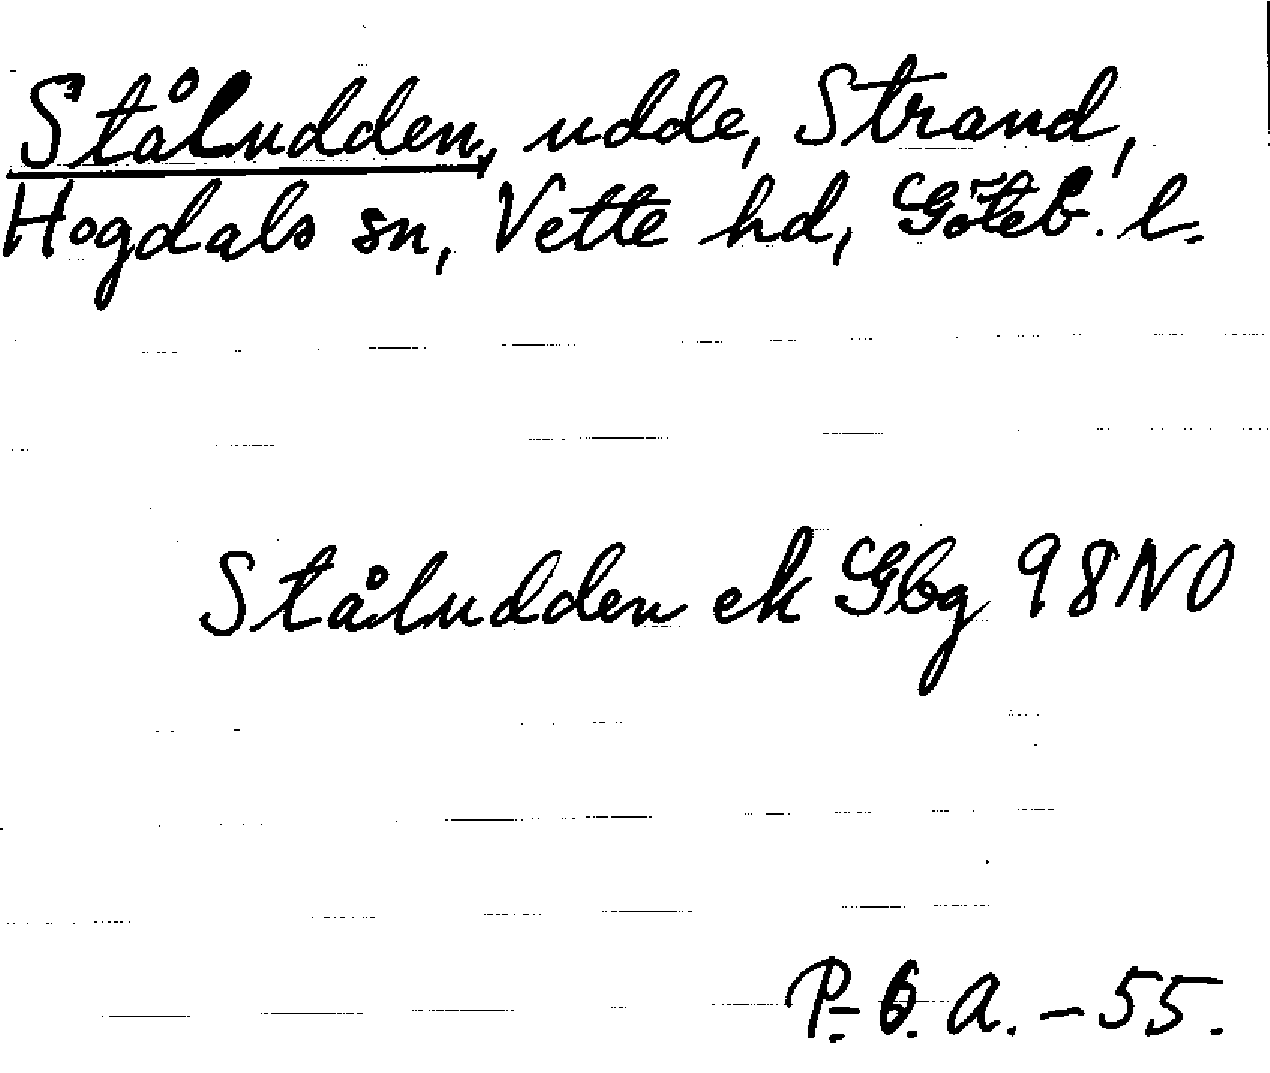 Ståludden, udde, Strand,
Hogdals sn, Vette hd, Göteb. l.
Ståludden ek Gbg 98NO
P. Ö. A. - 55.